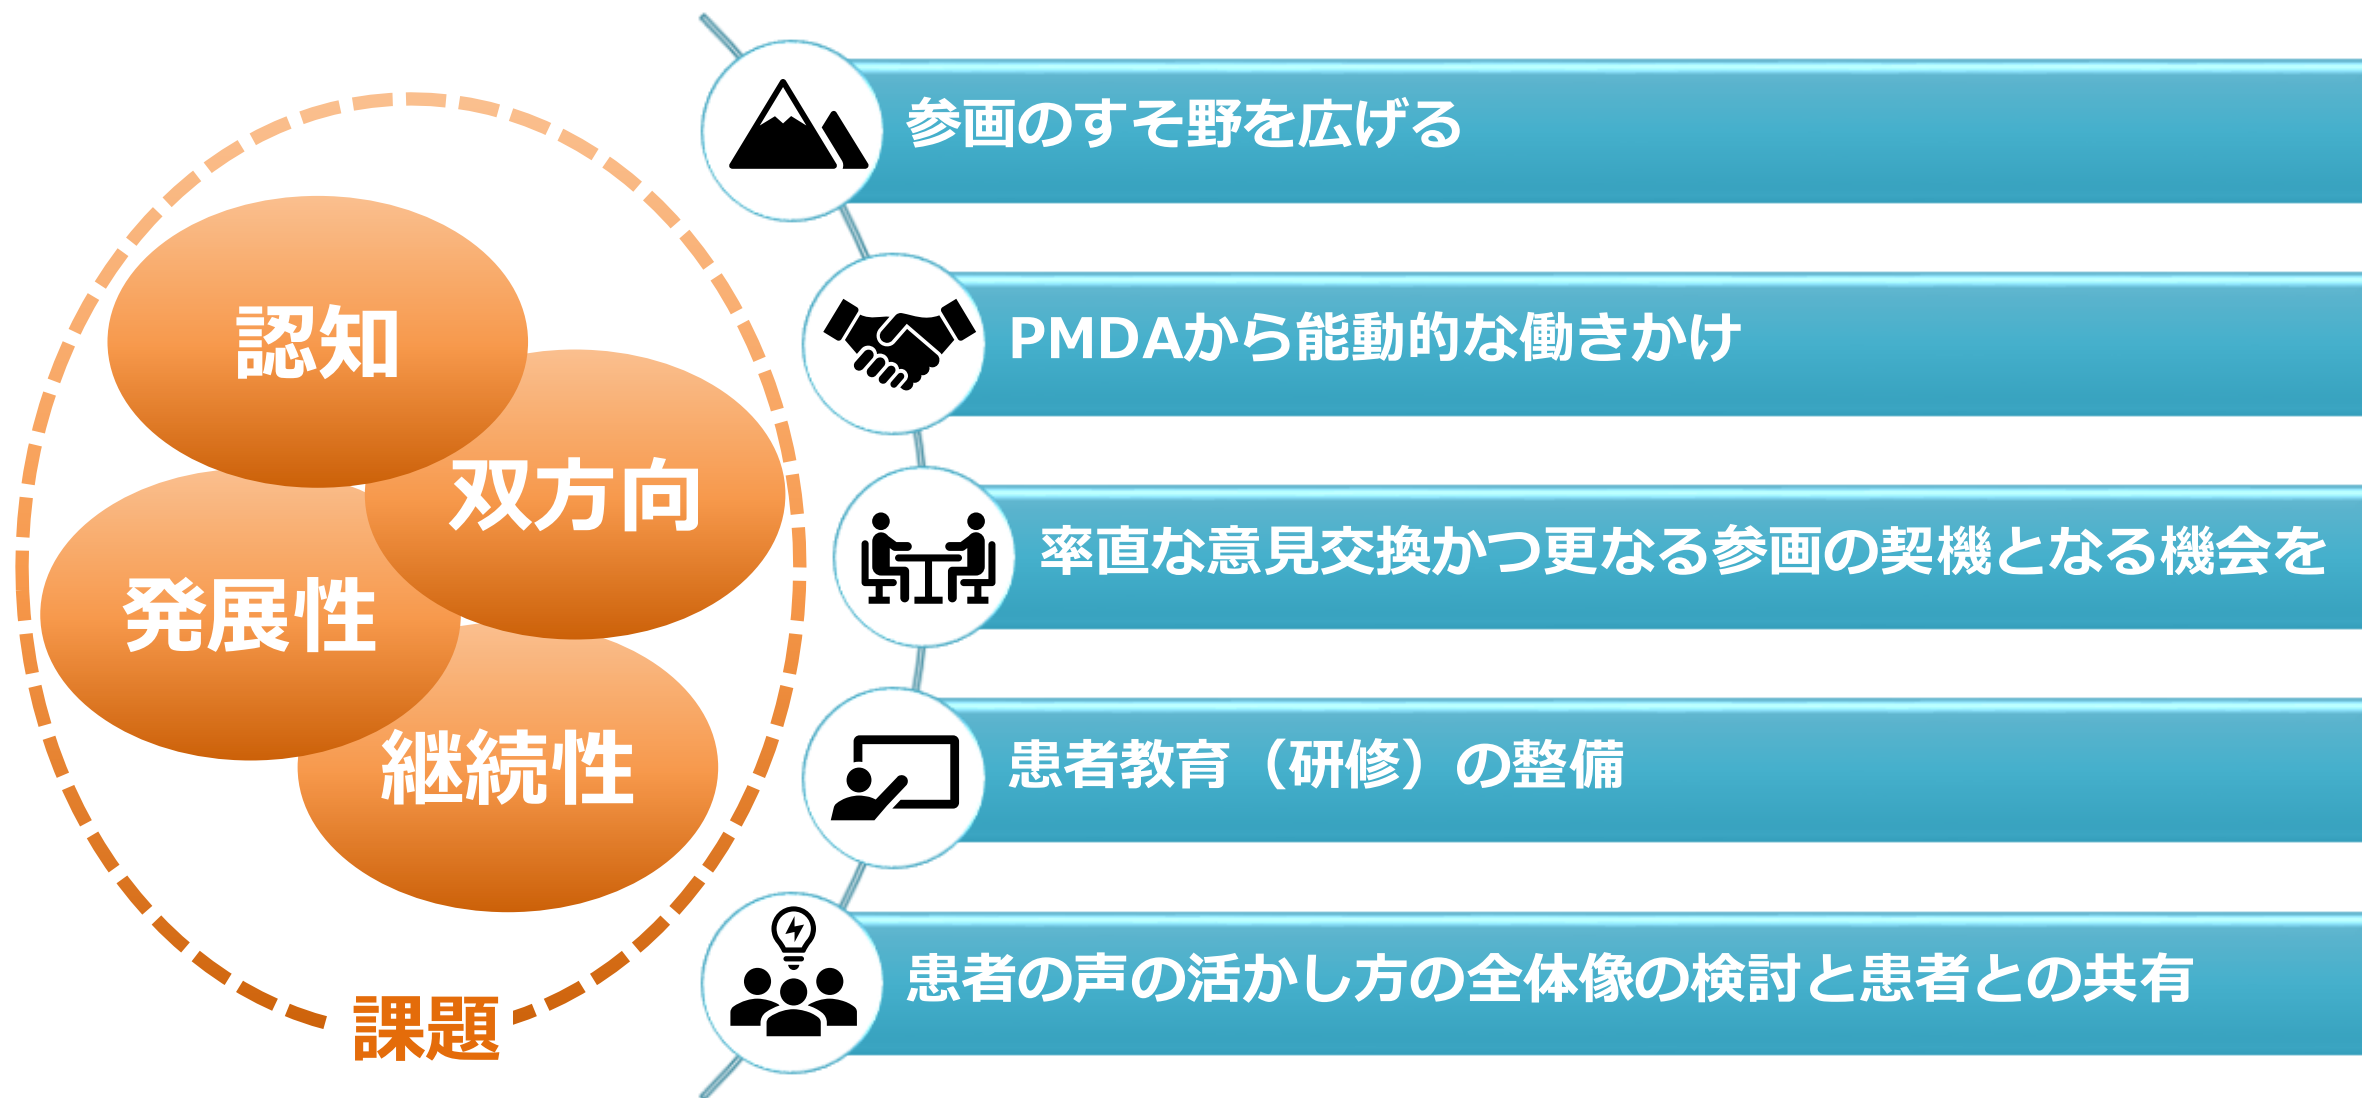 認知
双方向
発展性
継続性
課題
参画のすそ野を広げる
PMDAから能動的な働きかけ
率直な意見交換かつ更なる参画の契機となる機会を
患者教育（研修）の整備
患者の声の活かし方の全体像の検討と患者との共有